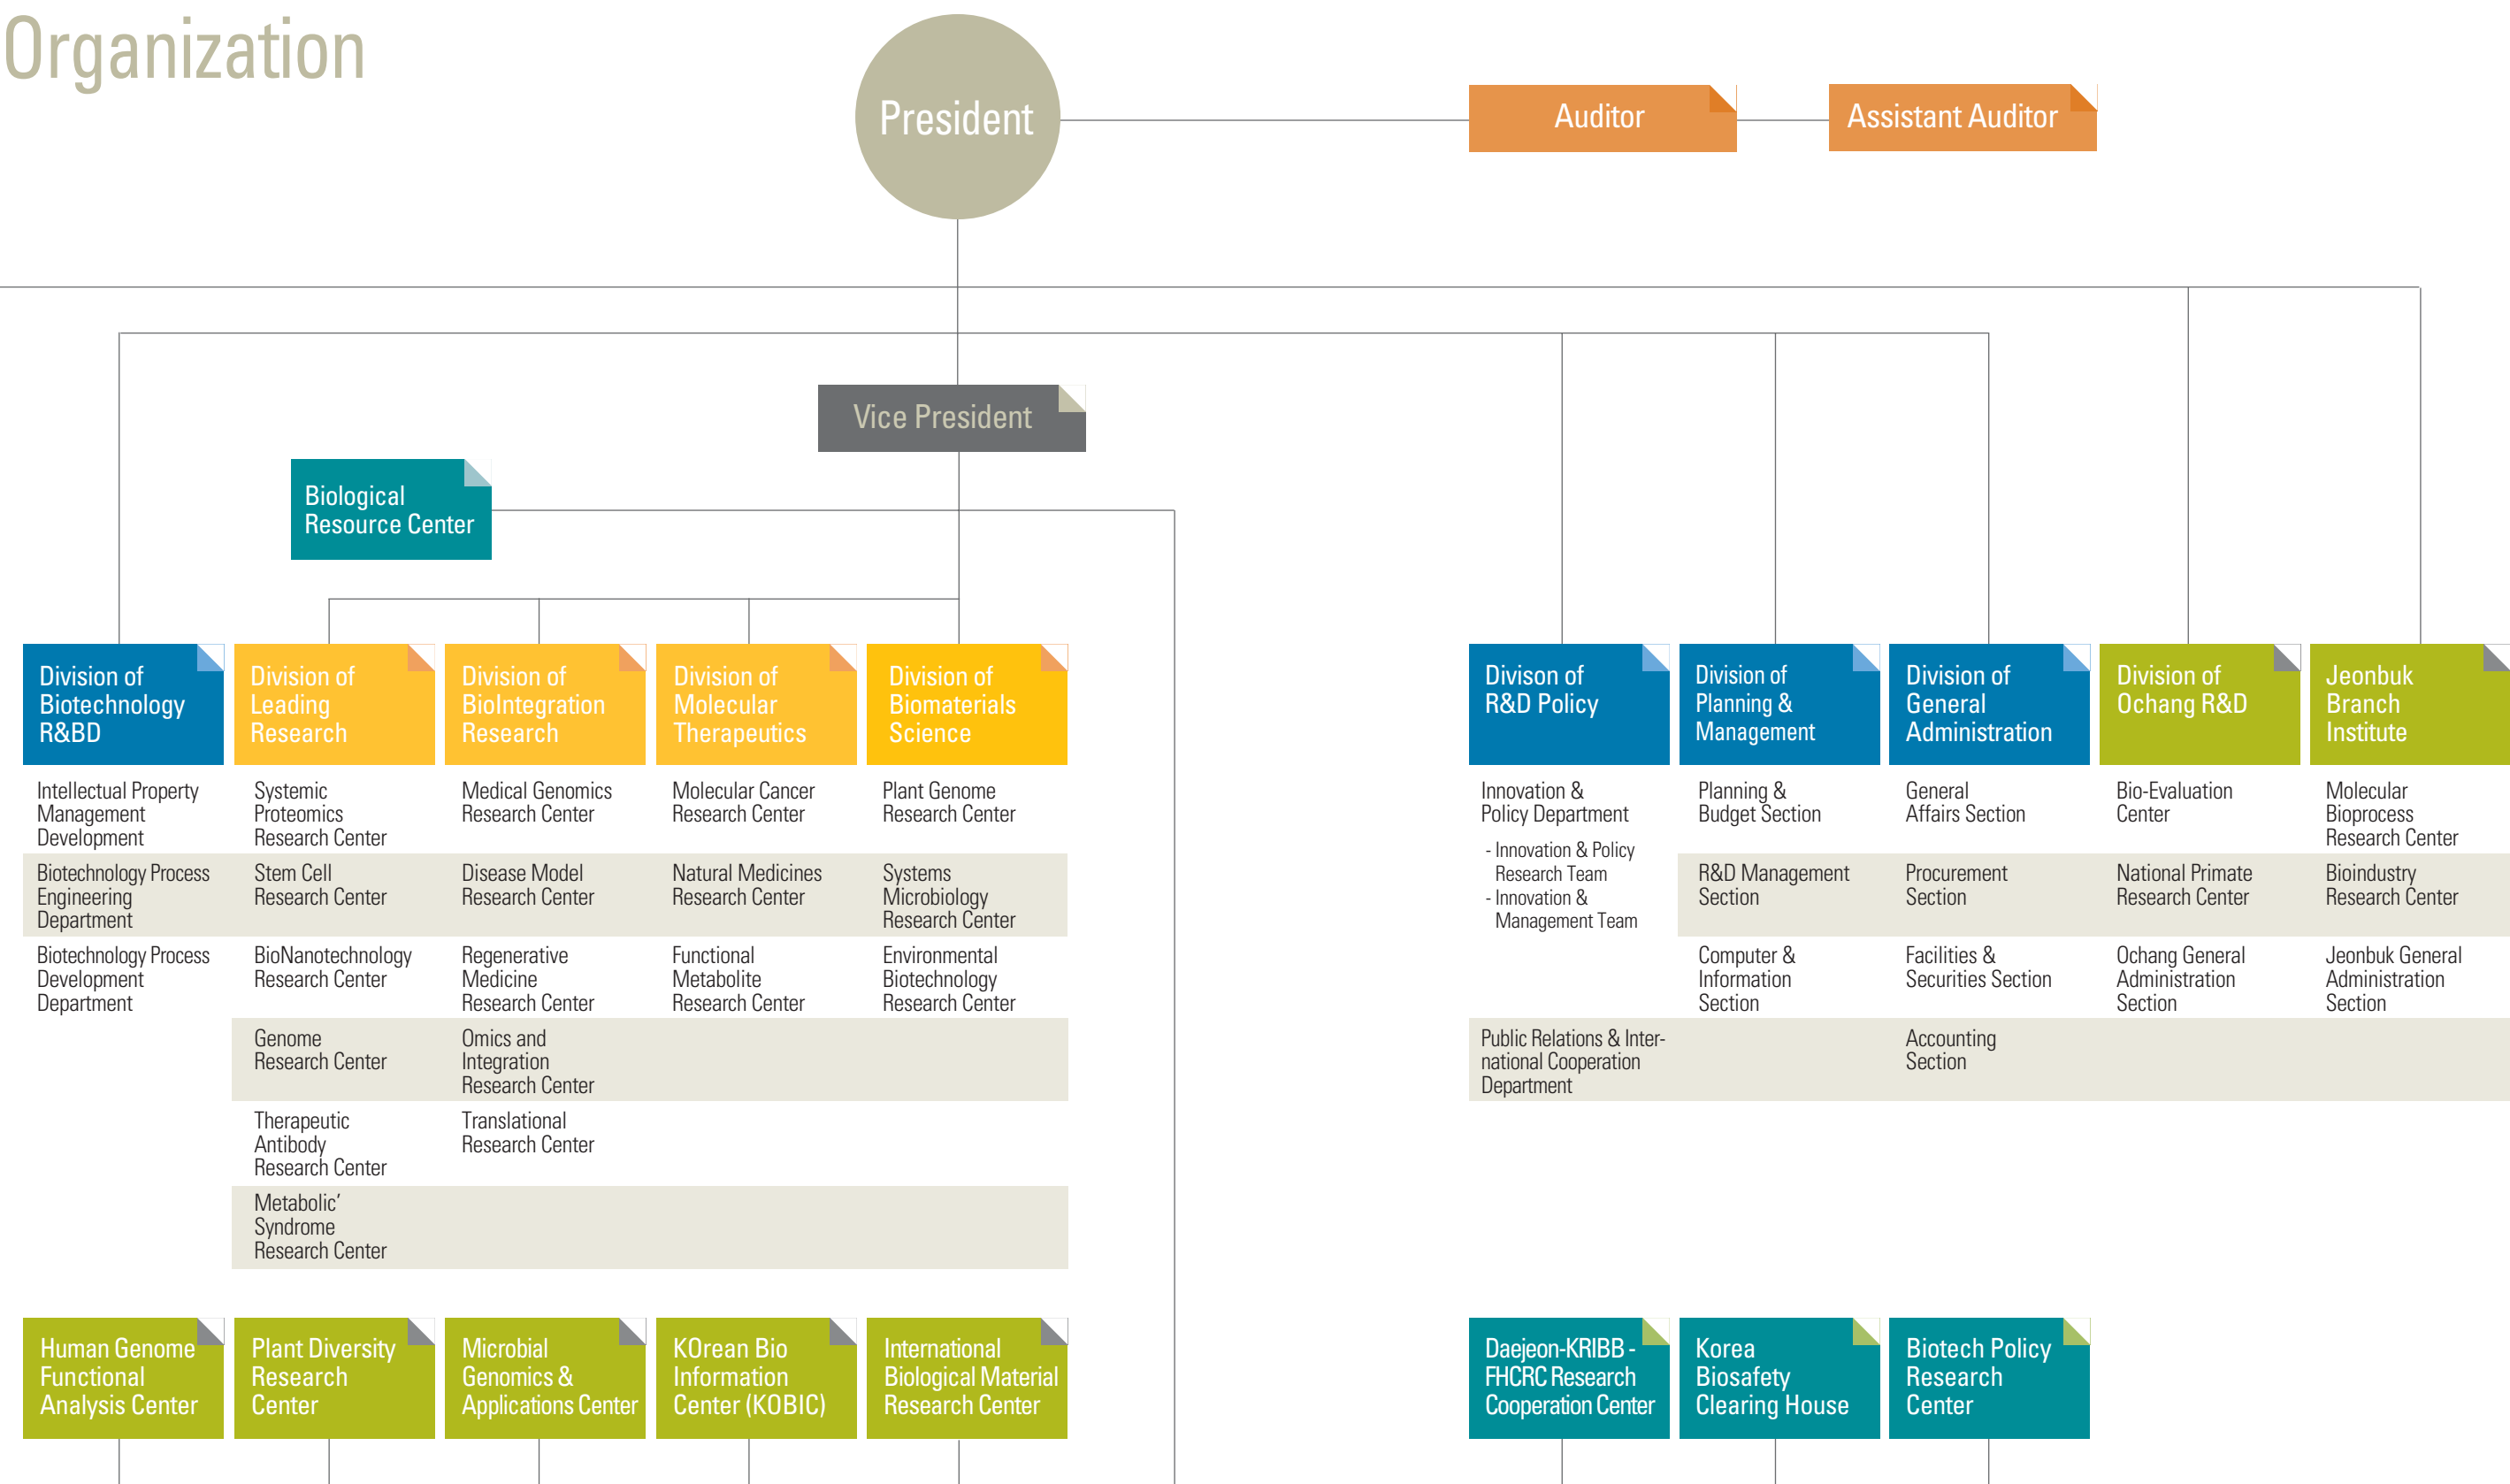 Organization
President
Auditor
Assistant Auditor
Vice President
Biological
Resource Center
Division of
Biotechnology
R&BD
Intellectual Property
Management
Development
Biotechnology Process
Engineering
Department
Biotechnology Process
Development
Department
Division of
Leading
Research
Systemic
Proteomics
Research Center
Stem Cell
Research Center
BioNanotechnology
Research Center
Genome
Research Center
Therapeutic
Antibody
Research Center
Metabolic’
Syndrome
Research Center
Division of
BioIntegration
Research
Medical Genomics
Research Center
Disease Model
Research Center
Regenerative
Medicine
Research Center
Omics and
Integration
Research Center
Translational
Research Center
Division of
Molecular
Therapeutics
Molecular Cancer
Research Center
Natural Medicines
Research Center
Functional
Metabolite
Research Center
Division of
Biomaterials
Science
Plant Genome
Research Center
Systems
Microbiology
Research Center
Environmental
Biotechnology
Research Center
Divison of
R&D Policy
Innovation &
Policy Department
- Innovation & Policy
Research Team
- Innovation &
Management Team
Public Relations & Inter-
national Cooperation
Department
Division of
Planning &
Management
Planning &
Budget Section
R&D Management
Section
Computer &
Information
Section
Division of
General
Administration
General
Affairs Section
Procurement
Section
Facilities &
Securities Section
Accounting
Section
Division of
Ochang R&D
Bio-Evaluation
Center
National Primate
Research Center
Ochang General
Administration
Section
Jeonbuk
Branch
Institute
Molecular
Bioprocess
Research Center
Bioindustry
Research Center
Jeonbuk General
Administration
Section
Human Genome
Functional
Analysis Center
Plant Diversity
Research
Center
Microbial
Genomics &
Applications Center
KOrean Bio
Information
Center (KOBIC)
International
Biological Material
Research Center
Daejeon-KRIBB -
FHCRC Research
Cooperation Center
Korea
Biosafety
Clearing House
Biotech Policy
Research
Center